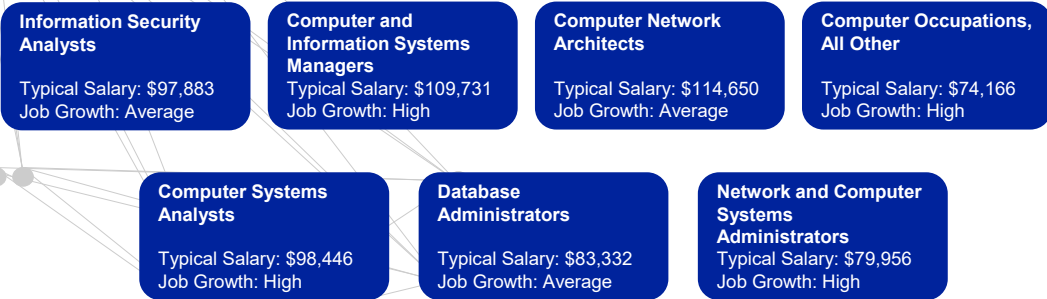 Information Security
Analysts
Typical Salary: $97,883
Job Growth: Average
Computer and
Information Systems
Managers
Typical Salary: $109,731
Job Growth: High
Computer Network
Architects
Typical Salary: $114,650
Job Growth: Average
Computer Occupations,
All Other
Typical Salary: $74,166
Job Growth: High
Computer Systems
Analysts
Typical Salary: $98,446
Job Growth: High
Database
Administrators
Typical Salary: $83,332
Job Growth: Average
Network and Computer
Systems
Administrators
Typical Salary: $79,956
Job Growth: High